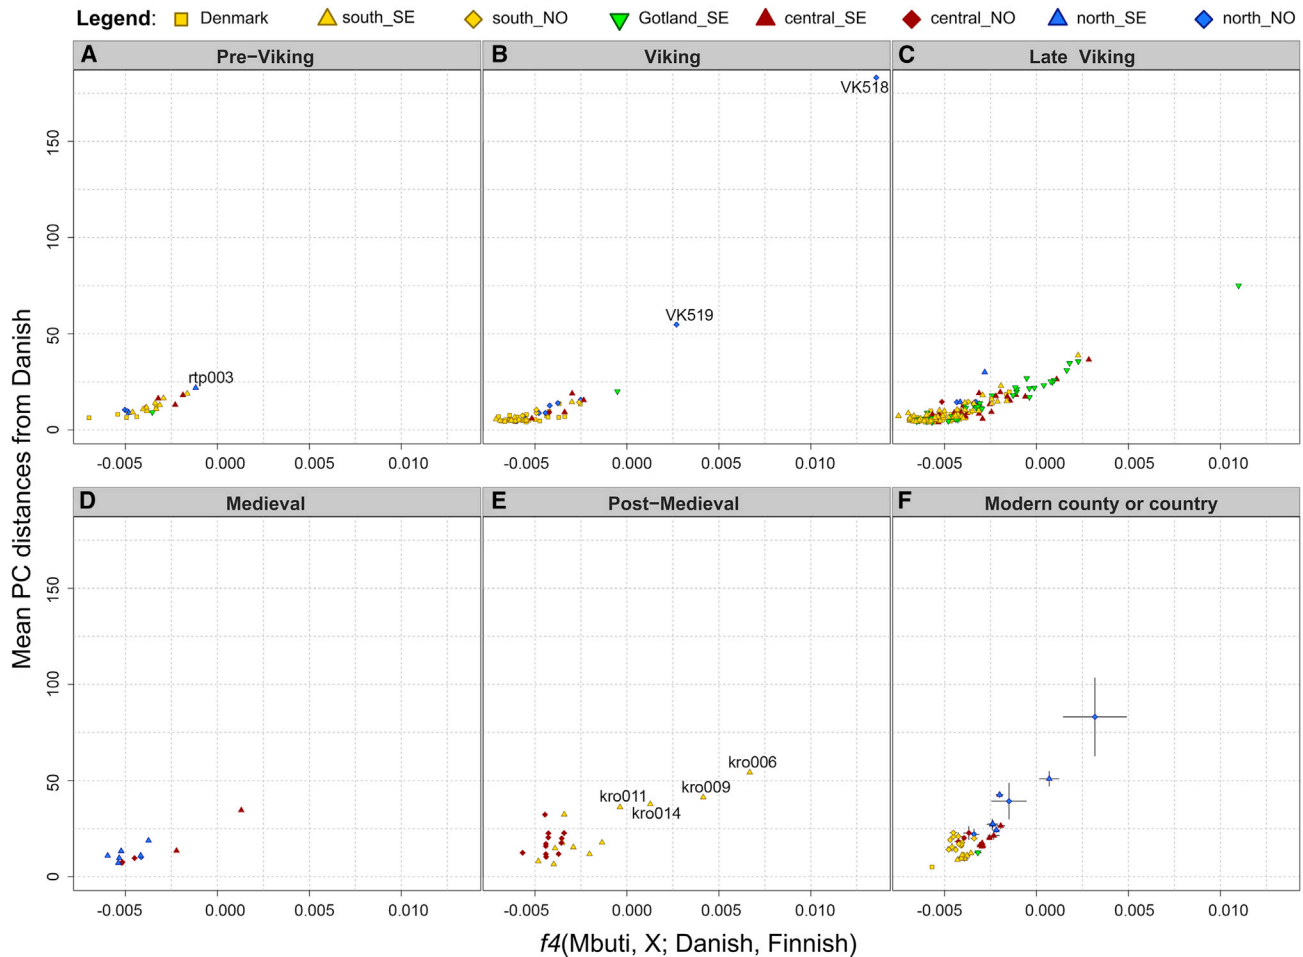 Legend: Denmark south_SE south_NO Gotland_SE central_SE central_NO north_SE north_NO
A Pre−Viking
B Viking
C Late Viking
VK518
VK519
rtp003
150
100
50
0
-0.005 0.000 0.005 0.010
-0.005 0.000 0.005 0.010
-0.005 0.000 0.005 0.010
Mean PC distances from Danish
D Medieval
E Post−Medieval
F Modern county or country
kro006
kro009
kro011
kro014
150
100
50
0
-0.005 0.000 0.005 0.010
-0.005 0.000 0.005 0.010
-0.005 0.000 0.005 0.010
f4(Mbuti, X; Danish, Finnish)